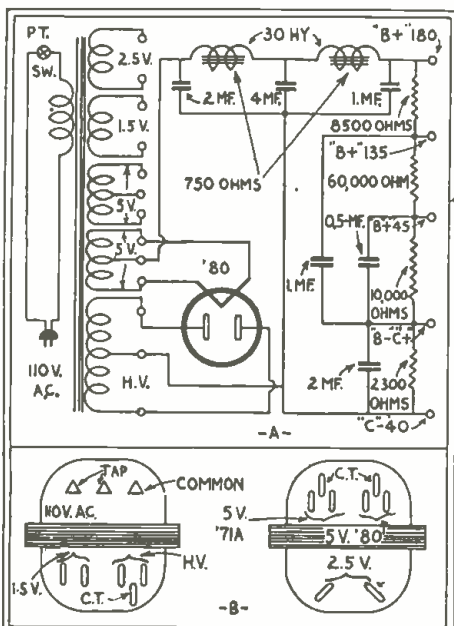 P.T.
SW.
2.5 V.
1.5 V.
5 V.
5 V.
H.V.
110 V.
A.C.
'80
30 HY
2 MF.
4 MF.
1. MF.
750 OHMS
"B+" 180
8500 OHMS
"B+" 135
60,000 OHM
0.5-MF.
B+45
1. MF.
10,000
OHMS
"B-"C+
2 MF.
2300
OHMS
"C"-40
-A-
TAP
COMMON
110V. A.C.
1.5 V.
H.V.
C.T.
C.T.
5 V.
'71A
5 V. '80
2.5 V.
-B-